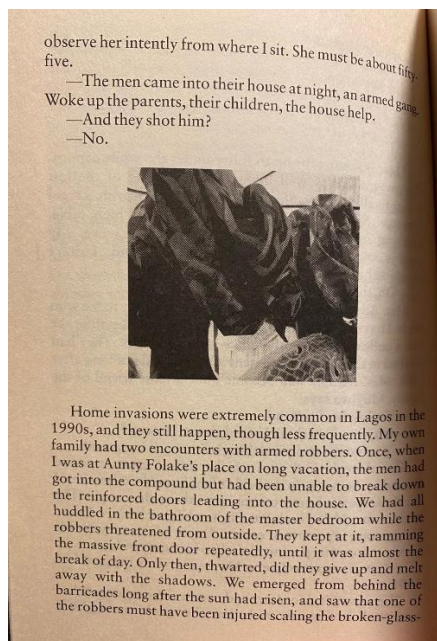 observe her intently from where I sit. She must be about fifty-
five.
—The men came into their house at night, an armed gang.
Woke up the parents, their children, the house help.
—And they shot him?
—No.
Home invasions were extremely common in Lagos in the
1990s, and they still happen, though less frequently. My own
family had two encounters with armed robbers. Once, when
I was at Aunty Folake's place on long vacation, the men had
got into the compound but had been unable to break down
the reinforced doors leading into the house. We had all
huddled in the bathroom of the master bedroom while the
robbers threatened from outside. They kept at it, ramming
the massive front door repeatedly, until it was almost the
break of day. Only then, thwarted, did they give up and melt
away with the shadows. We emerged from behind the
barricades long after the sun had risen, and saw that one of
the robbers must have been injured scaling the broken-glass-